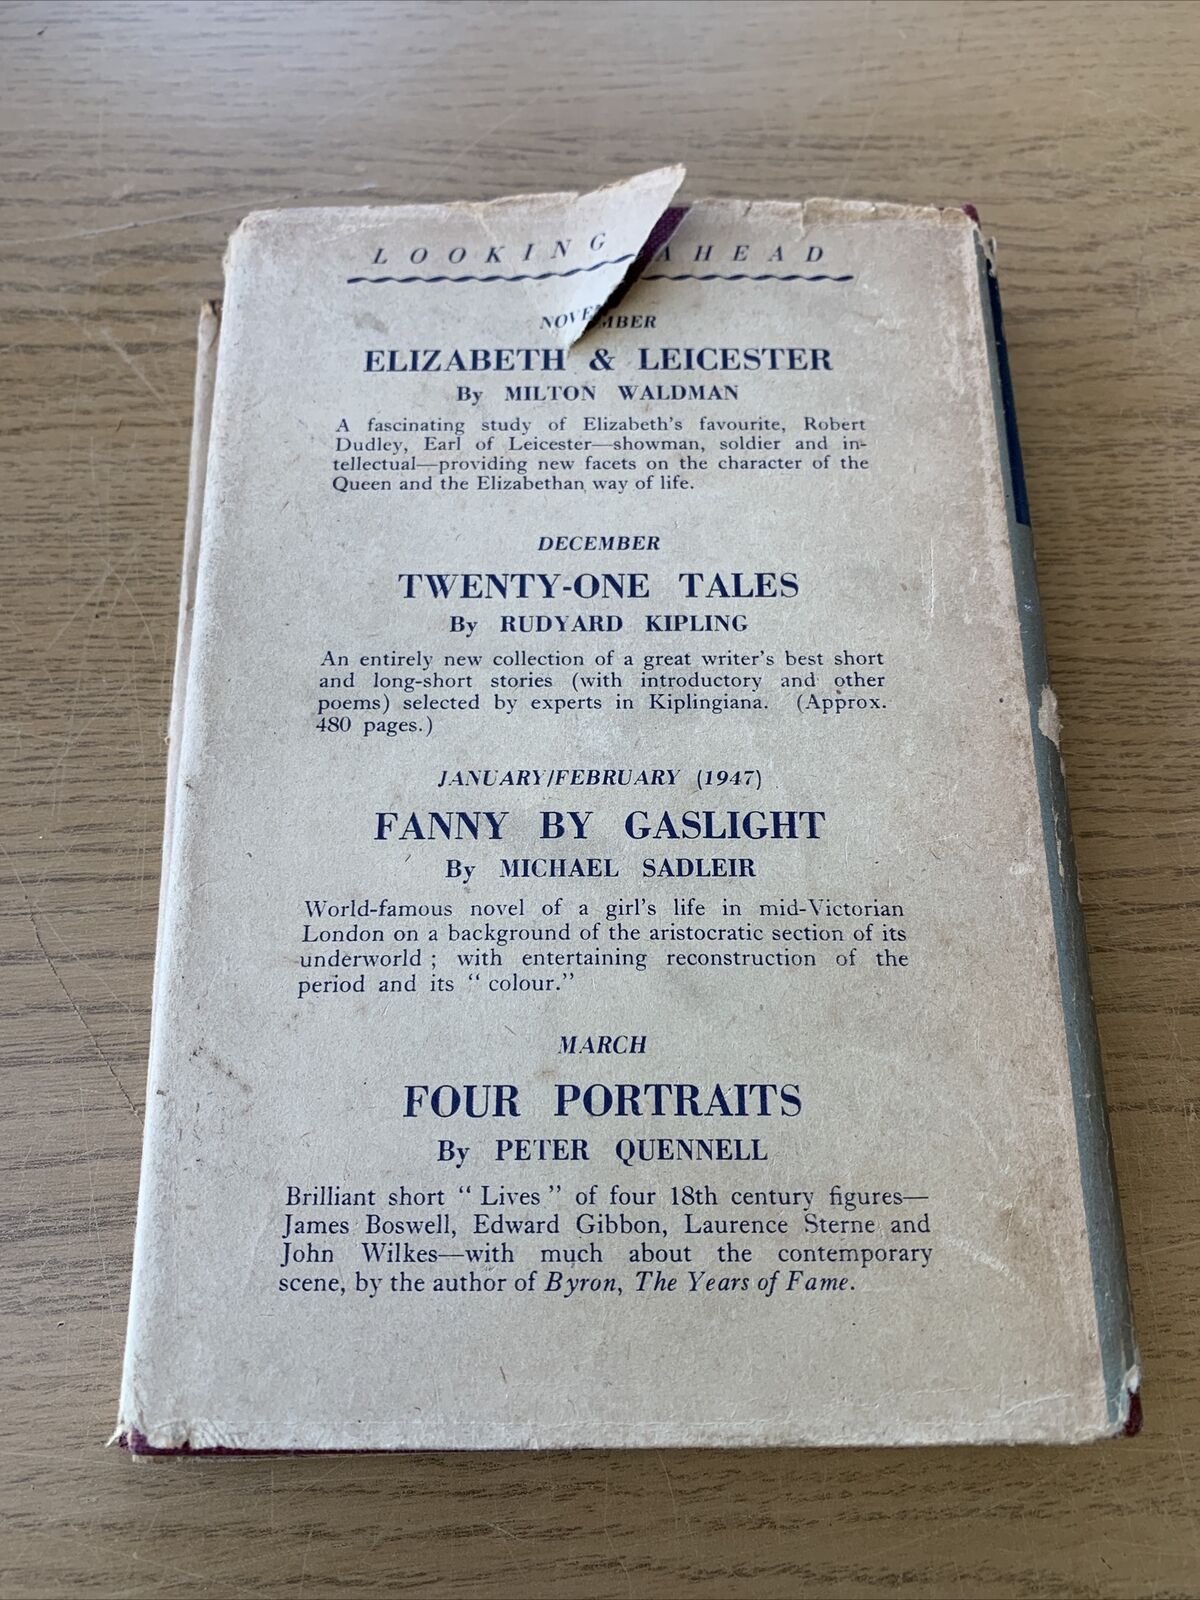 LOOKING AHEAD
NOVEMBER
ELIZABETH & LEICESTER
By MILTON WALDMAN
A fascinating study of Elizabeth's favourite, Robert
Dudley, Earl of Leicester—showman, soldier and in-
tellectual—providing new facets on the character of the
Queen and the Elizabethan way of life.
DECEMBER
TWENTY-ONE TALES
By RUDYARD KIPLING
An entirely new collection of a great writer's best short
and long-short stories (with introductory and other
poems) selected by experts in Kiplingiana. (Approx.
480 pages.)
JANUARY/FEBRUARY (1947)
FANNY BY GASLIGHT
By MICHAEL SADLEIR
World-famous novel of a girl's life in mid-Victorian
London on a background of the aristocratic section of its
underworld ; with entertaining reconstruction of the
period and its “ colour.”
MARCH
FOUR PORTRAITS
By PETER QUENNELL
Brilliant short “ Lives ” of four 18th century figures—
James Boswell, Edward Gibbon, Laurence Sterne and
John Wilkes—with much about the contemporary
scene, by the author of Byron, The Years of Fame.